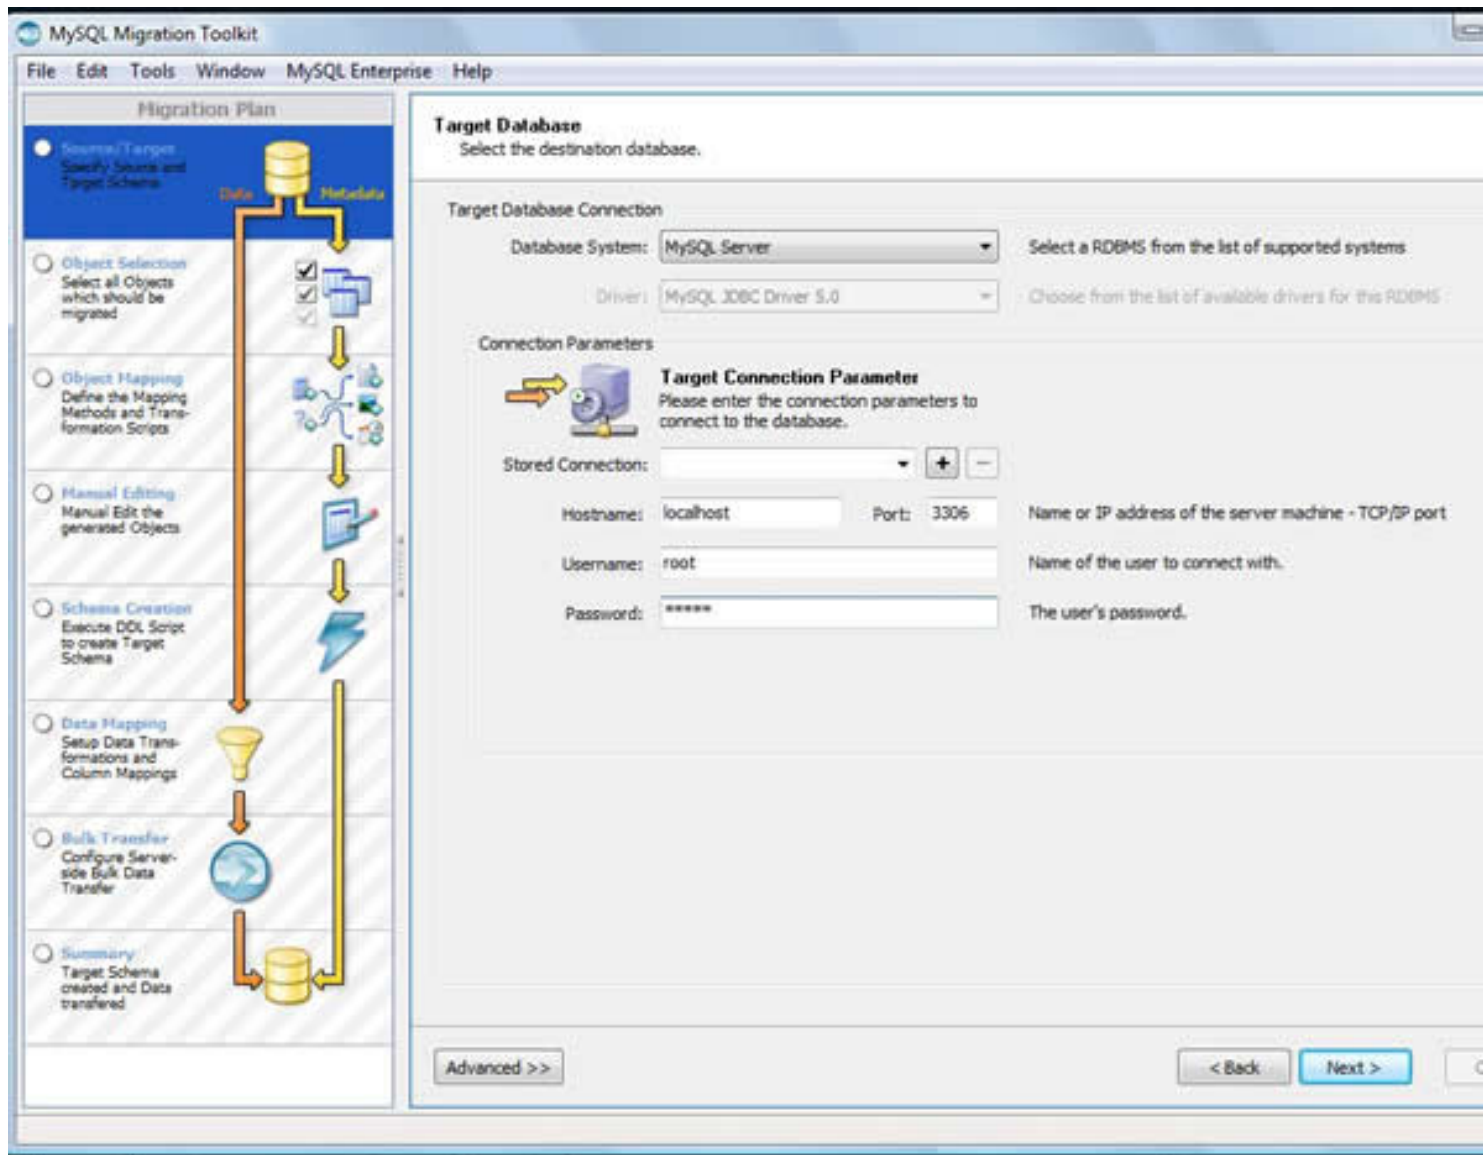 MySQL Migration Toolkit
File Edit Tools Window MySQL Enterprise Help
Migration Plan
Source/Target
Specify Source and
Target Schema
Data Metadata
Object Selection
Select all Objects
which should be
migrated
Object Mapping
Define the Mapping
Methods and Trans-
formation Scripts
Manual Editing
Manual Edit the
generated Objects
Schema Creation
Execute DDL Script
to create Target
Schema
Data Mapping
Setup Data Trans-
formations and
Column Mappings
Bulk Transfer
Configure Server-
side Bulk Data
Transfer
Summary
Target Schema
created and Data
transfered
Target Database
Select the destination database.
Target Database Connection
Database System: MySQL Server Select a RDBMS from the list of supported systems
Driver: MySQL JDBC Driver 5.0 Choose from the list of available drivers for this RDBMS
Connection Parameters
Target Connection Parameter
Please enter the connection parameters to
connect to the database.
Stored Connection: + -
Hostname: localhost Port: 3306 Name or IP address of the server machine - TCP/IP port
Username: root Name of the user to connect with.
Password: ***** The user's password.
Advanced >> < Back Next >